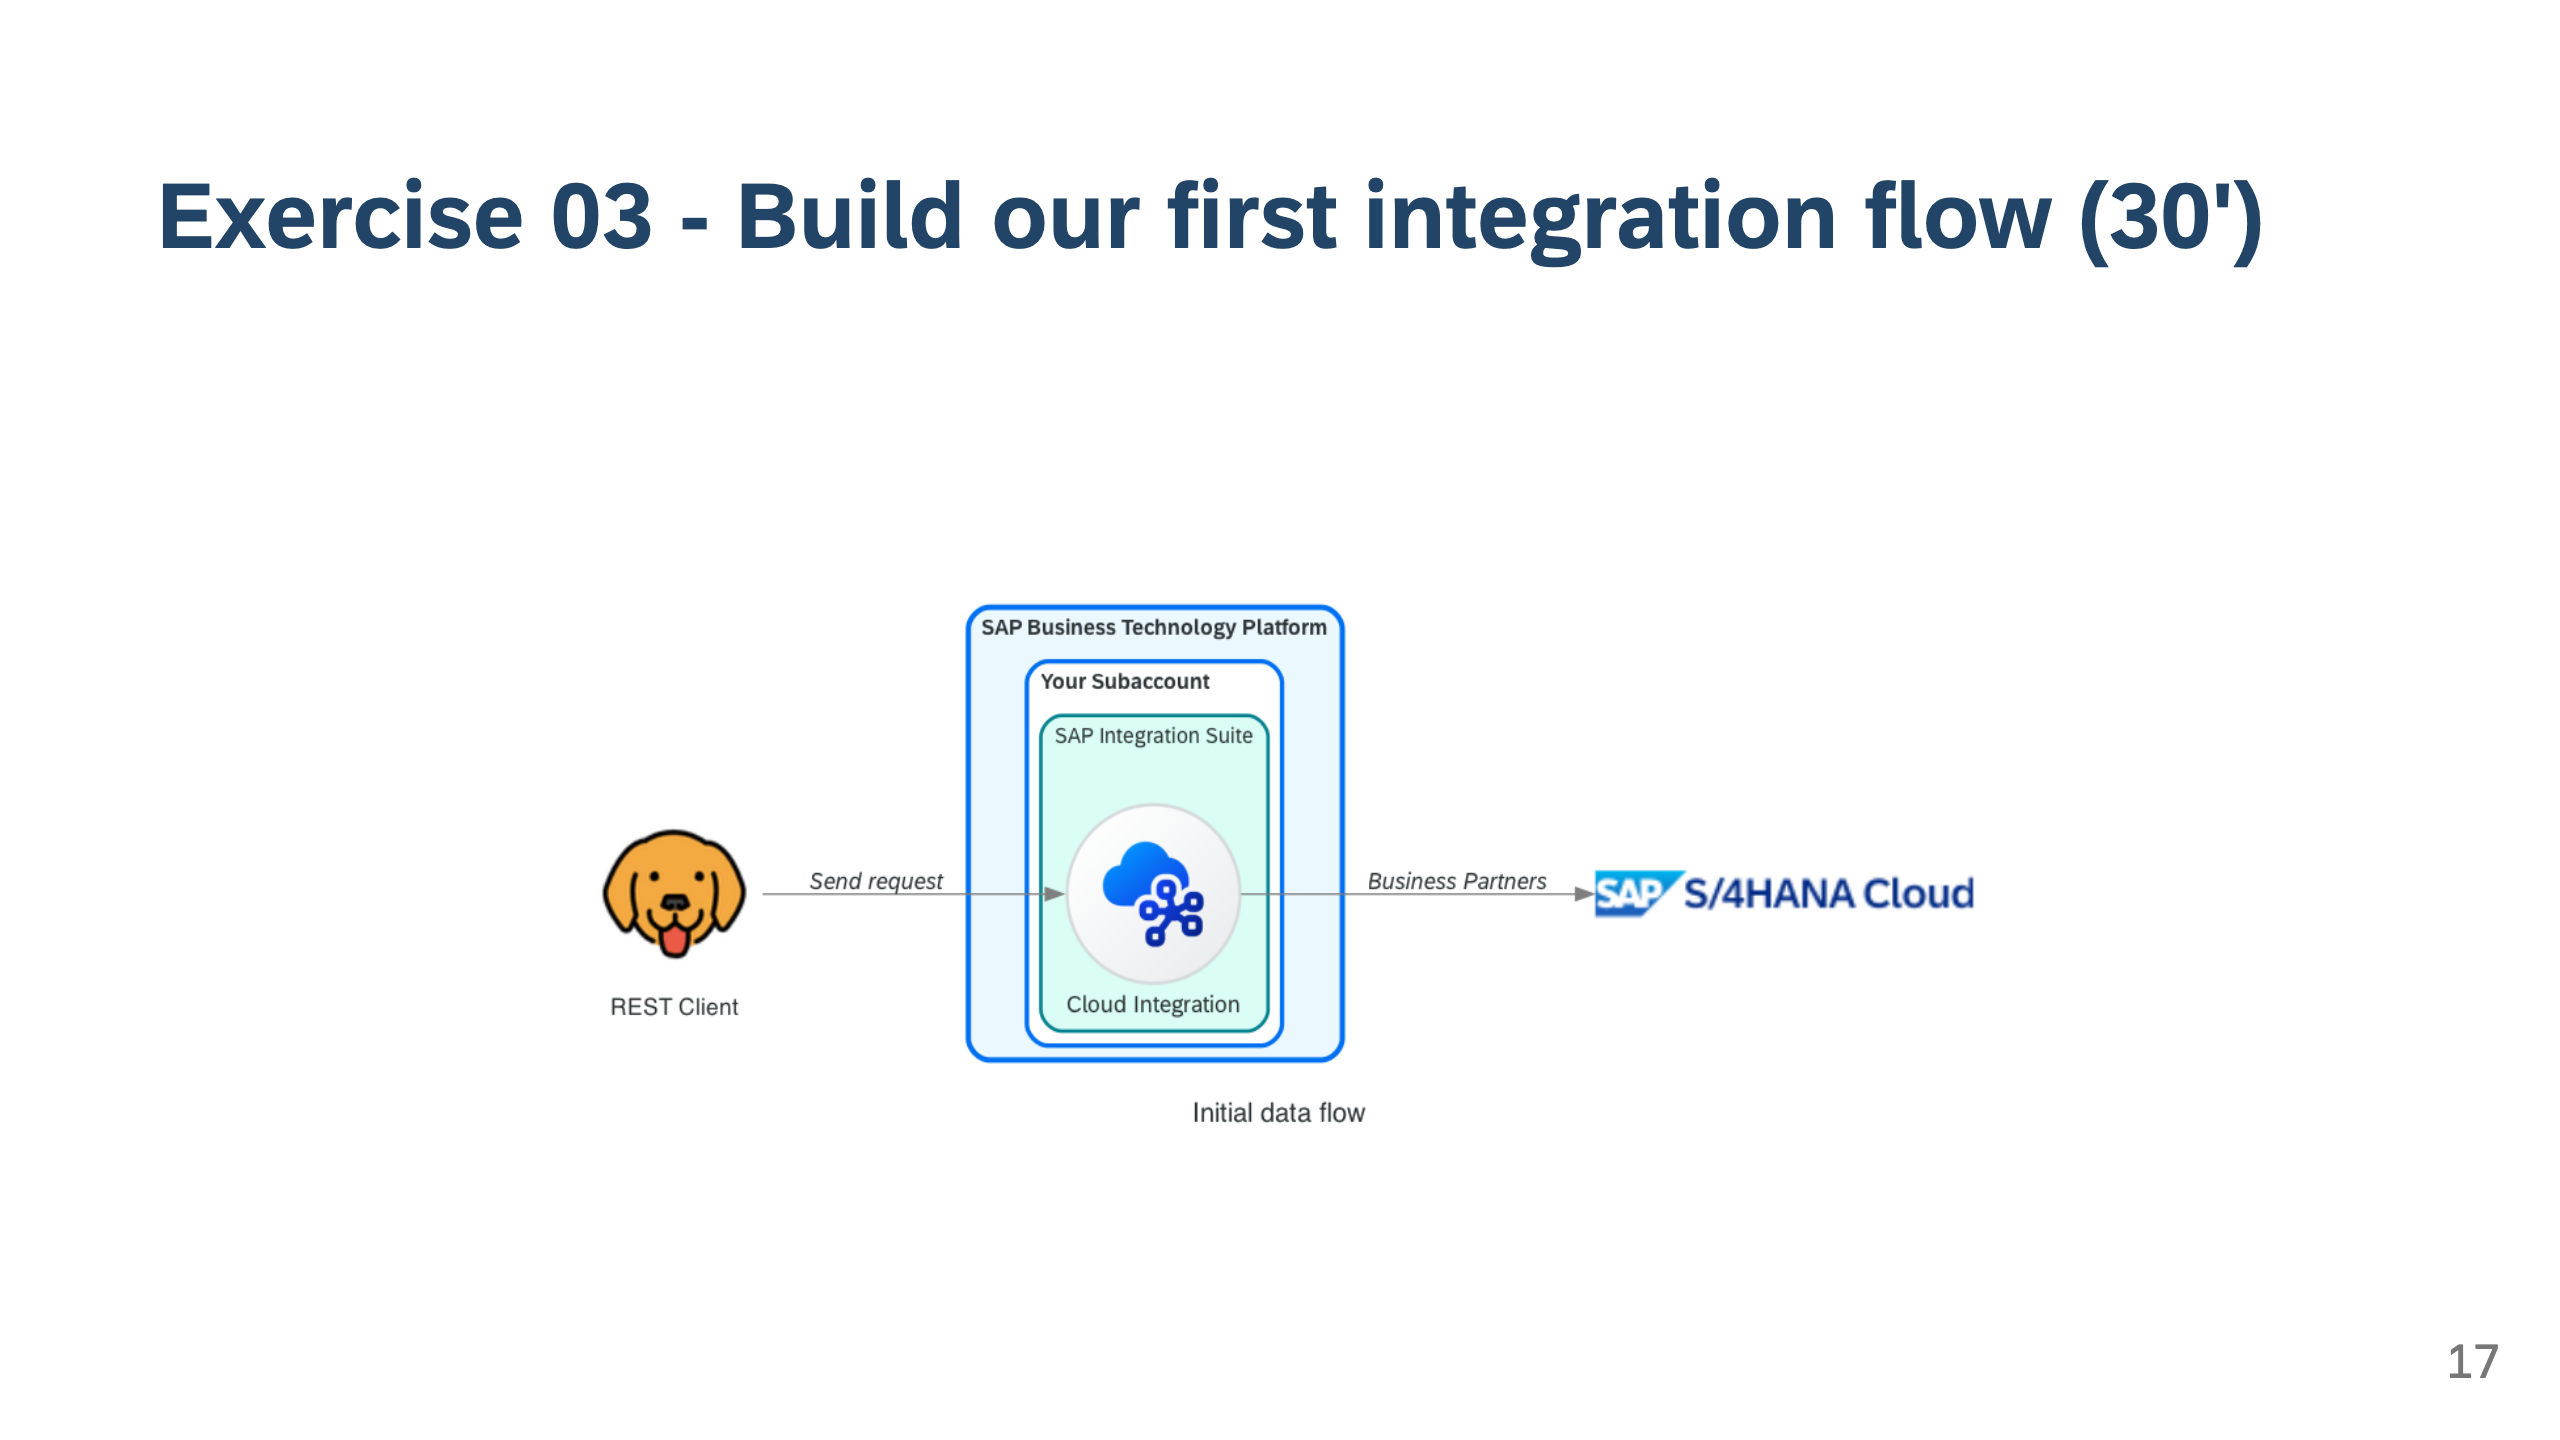 Exercise 03 - Build our first integration flow (30')
SAP Business Technology Platform
Your Subaccount
SAP Integration Suite
Send request
Business Partners
SAP S/4HANA Cloud
REST Client
Cloud Integration
Initial data flow
17